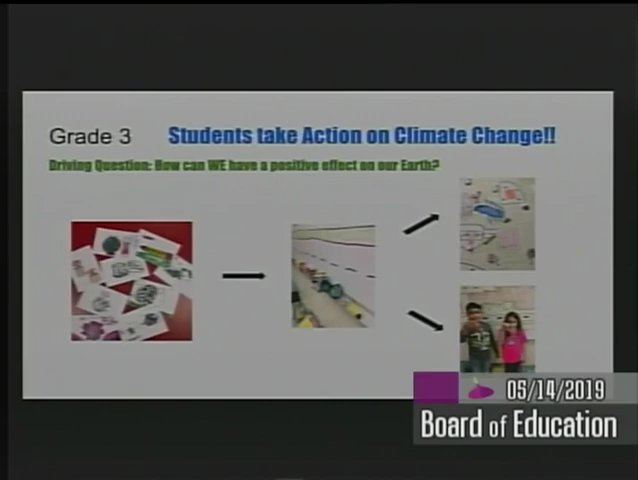 Grade 3 Students take Action on Climate Change!!
Driving Question: How can WE have a positive effect on our Earth?
05/14/2019
Board of Education